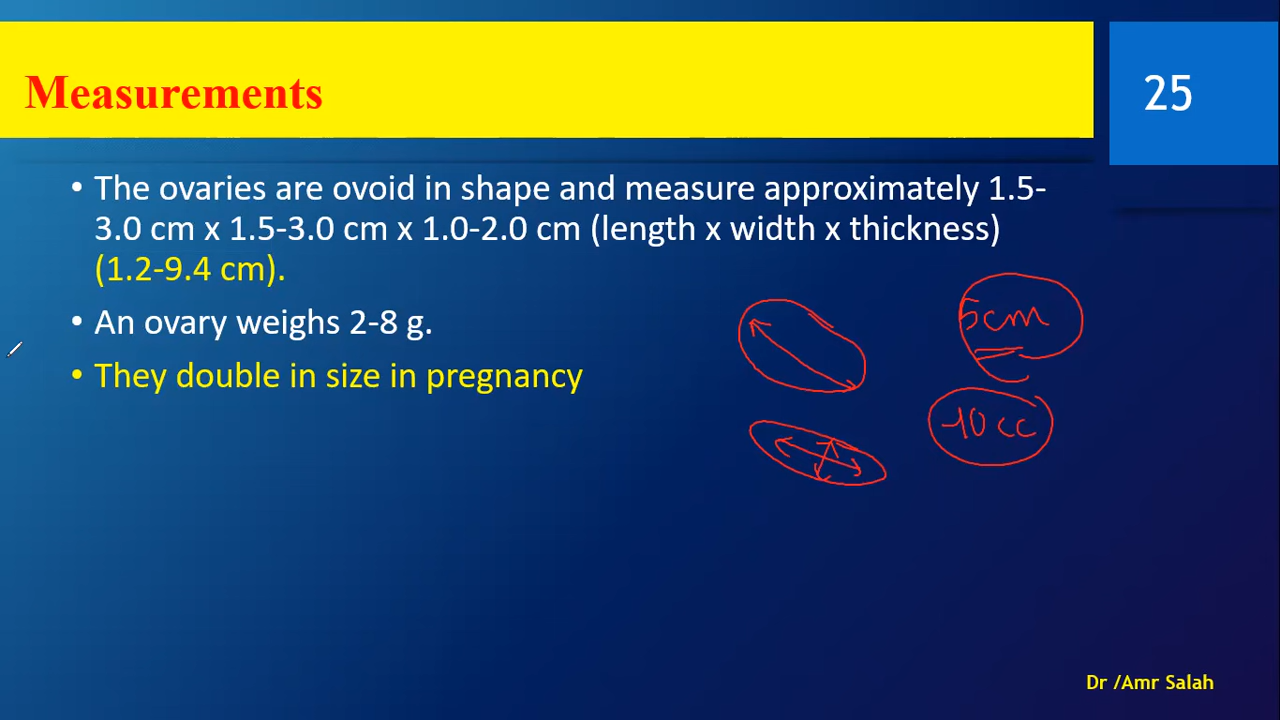 Measurements
25
• The ovaries are ovoid in shape and measure approximately 1.5-
3.0 cm x 1.5-3.0 cm x 1.0-2.0 cm (length x width x thickness)
(1.2-9.4 cm).
• An ovary weighs 2-8 g.
• They double in size in pregnancy
5cm
10 cc
Dr /Amr Salah